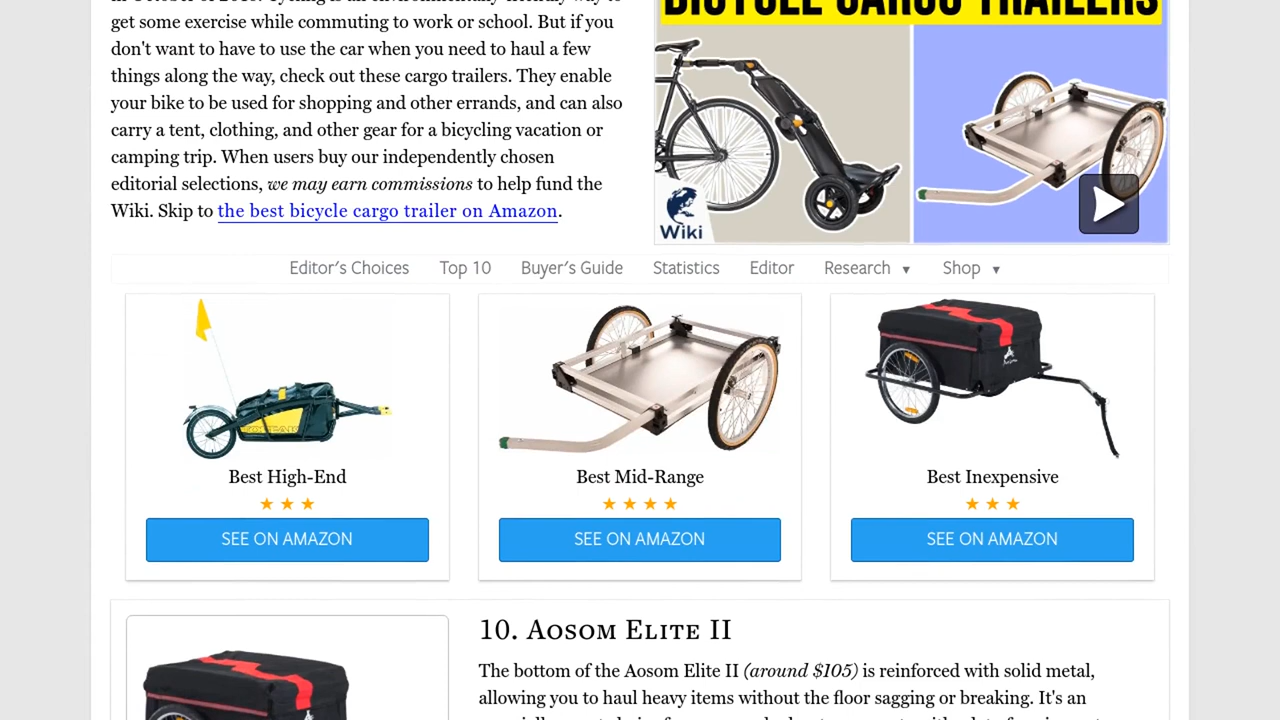 get some exercise while commuting to work or school. But if you
don't want to have to use the car when you need to haul a few
things along the way, check out these cargo trailers. They enable
your bike to be used for shopping and other errands, and can also
carry a tent, clothing, and other gear for a bicycling vacation or
camping trip. When users buy our independently chosen
editorial selections, we may earn commissions to help fund the
Wiki. Skip to the best bicycle cargo trailer on Amazon.
BICYCLE CARGO TRAILERS
Wiki
Editor's Choices Top 10 Buyer's Guide Statistics Editor Research ▼ Shop ▼
Best High-End
★ ★ ★
SEE ON AMAZON
Best Mid-Range
★ ★ ★ ★
SEE ON AMAZON
Best Inexpensive
★ ★ ★
SEE ON AMAZON
10. Aosom Elite II
The bottom of the Aosom Elite II (around $105) is reinforced with solid metal,
allowing you to haul heavy items without the floor sagging or breaking. It's an